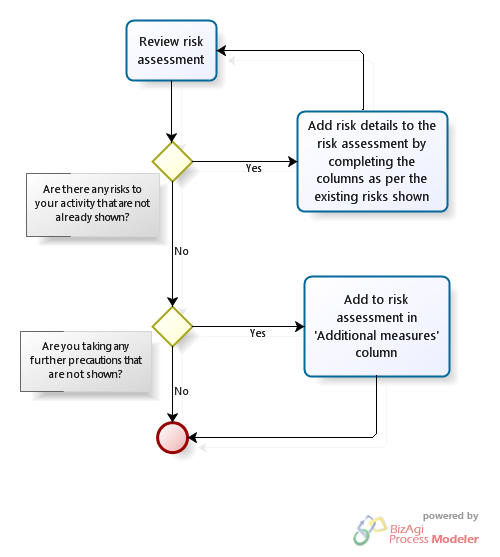 Review risk
assessment
Add risk details to the
risk assessment by
completing the
columns as per the
existing risks shown
Yes
Are there any risks to
your activity that are not
already shown?
No
Add to risk
assessment in
'Additional measures'
column
Yes
Are you taking any
further precautions that
are not shown?
No
powered by
BizAgi
Process Modeler